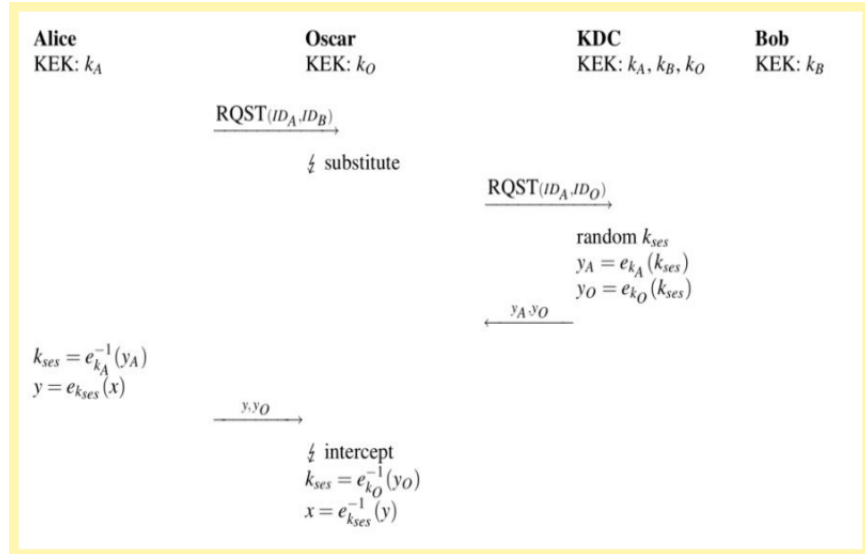 Alice Oscar KDC Bob
KEK: k_A KEK: k_O KEK: k_A, k_B, k_O KEK: k_B
RQST(ID_A,ID_B)
↯ substitute
RQST(ID_A,ID_O)
random k_ses
y_A = e_{k_A}(k_ses)
y_O = e_{k_O}(k_ses)
y_A,y_O
k_ses = e^{-1}_{k_A}(y_A)
y = e_{k_ses}(x)
y,y_O
↯ intercept
k_ses = e^{-1}_{k_O}(y_O)
x = e^{-1}_{k_ses}(y)